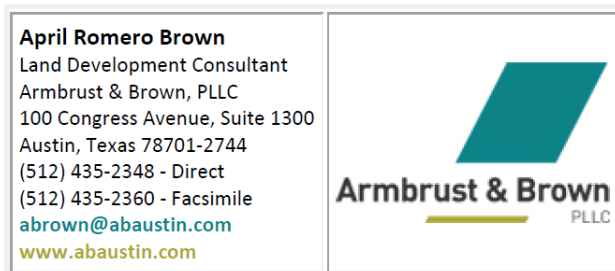 April Romero Brown
Land Development Consultant
Armbrust & Brown, PLLC
100 Congress Avenue, Suite 1300
Austin, Texas 78701-2744
(512) 435-2348 - Direct
(512) 435-2360 - Facsimile
abrown@abaustin.com
www.abaustin.com
Armbrust & Brown
PLLC